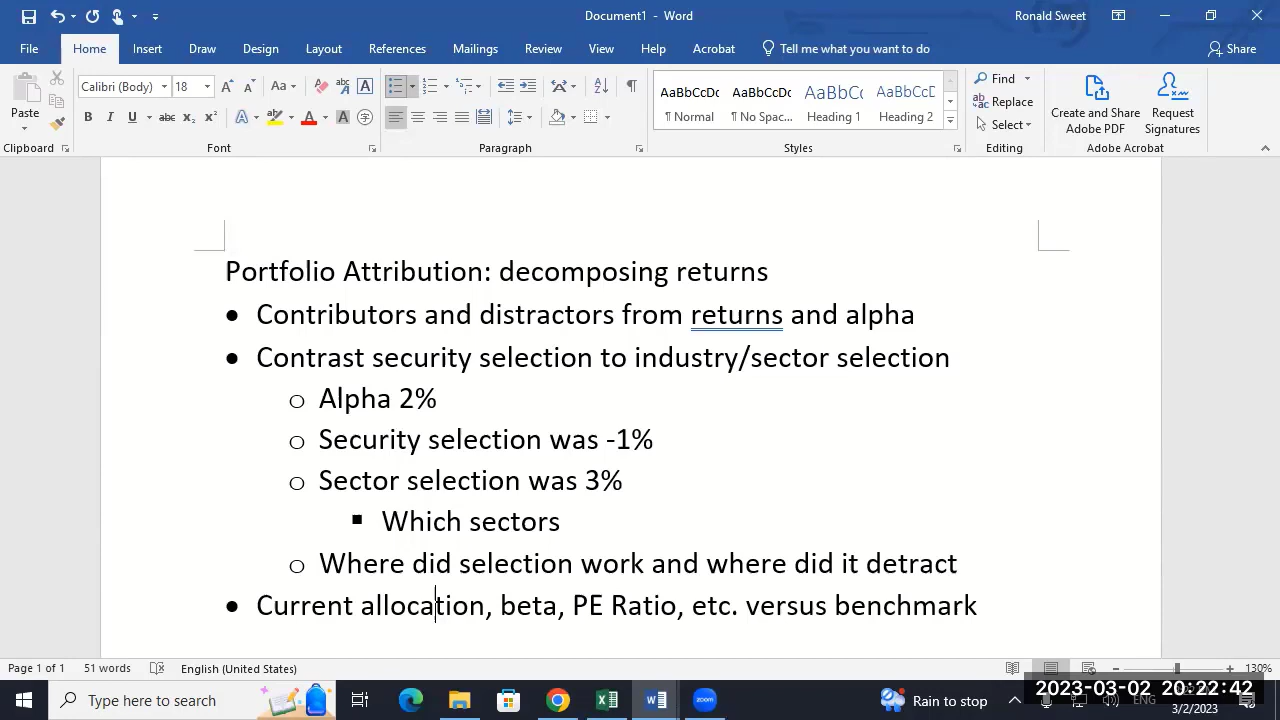 Document1 - Word
Ronald Sweet
File Home Insert Draw Design Layout References Mailings Review View Help Acrobat Tell me what you want to do Share
Paste
Calibri (Body) 18
AaBbCcDc AaBbCcDc AaBbCc AaBbCcD
¶ Normal ¶ No Spac... Heading 1 Heading 2
Find
Replace
Select
Create and Share Adobe PDF
Request Signatures
Clipboard Font Paragraph Styles Editing Adobe Acrobat
Portfolio Attribution: decomposing returns
• Contributors and distractors from returns and alpha
• Contrast security selection to industry/sector selection
o Alpha 2%
o Security selection was -1%
o Sector selection was 3%
▪ Which sectors
o Where did selection work and where did it detract
• Current allocation, beta, PE Ratio, etc. versus benchmark
Page 1 of 1 51 words English (United States) 130%
Type here to search
zoom
Rain to stop
ENG
2023-03-02 20:22:42
3/2/2023